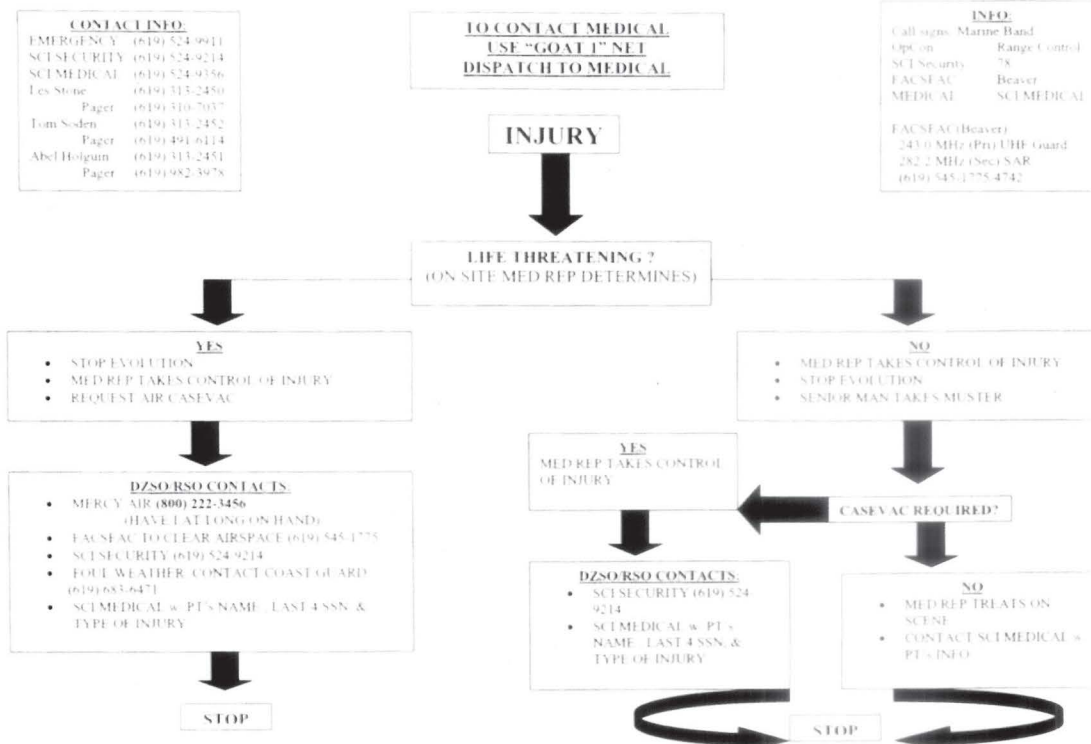 CONTACT INFO:
EMERGENCY (619) 524-9911
SCI SECURITY (619) 524-9214
SCI MEDICAL (619) 524-9356
Les Stone (619) 313-2450
Pager (619) 310-7037
Tom Soden (619) 313-2452
Pager (619) 491-6114
Abel Holguin (619) 313-2451
Pager (619) 982-3978
TO CONTACT MEDICAL
USE “GOAT 1” NET
DISPATCH TO MEDICAL
INFO:
Call signs: Marine Band
OpCon Range Control
SCI Security 78
FACSFAC Beaver
MEDICAL SCI MEDICAL
FACSFAC (Beaver)
243.0 MHz (Pri) UHF Guard
282.2 MHz (Sec) SAR
(619) 545-1775/4742
INJURY
LIFE THREATENING ?
(ON SITE MED REP DETERMINES)
YES
• STOP EVOLUTION
• MED REP TAKES CONTROL OF INJURY
• REQUEST AIR CASEVAC
NO
• MED REP TAKES CONTROL OF INJURY
• STOP EVOLUTION
• SENIOR MAN TAKES MUSTER
DZSO/RSO CONTACTS:
• MERCY AIR (800) 222-3456
(HAVE LAT LONG ON HAND)
• FACSFAC TO CLEAR AIRSPACE (619) 545-1775
• SCI SECURITY (619) 524-9214
• FOUL WEATHER: CONTACT COAST GUARD
(619) 683-6471
• SCI MEDICAL w/ PT's NAME, LAST 4 SSN, &
TYPE OF INJURY
STOP
YES
MED REP TAKES CONTROL
OF INJURY
CASEVAC REQUIRED?
DZSO/RSO CONTACTS:
• SCI SECURITY (619) 524-
9214
• SCI MEDICAL w/ PT's
NAME, LAST 4 SSN, &
TYPE OF INJURY
NO
• MED REP TREATS ON
SCENE
• CONTACT SCI MEDICAL w/
PT's INFO
STOP